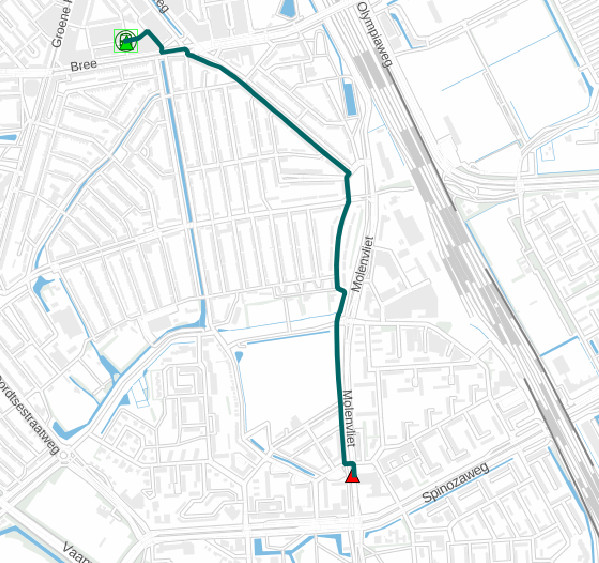 Olympiaweg
Bree
Molenvliet
Molenvliet
Spinozaweg